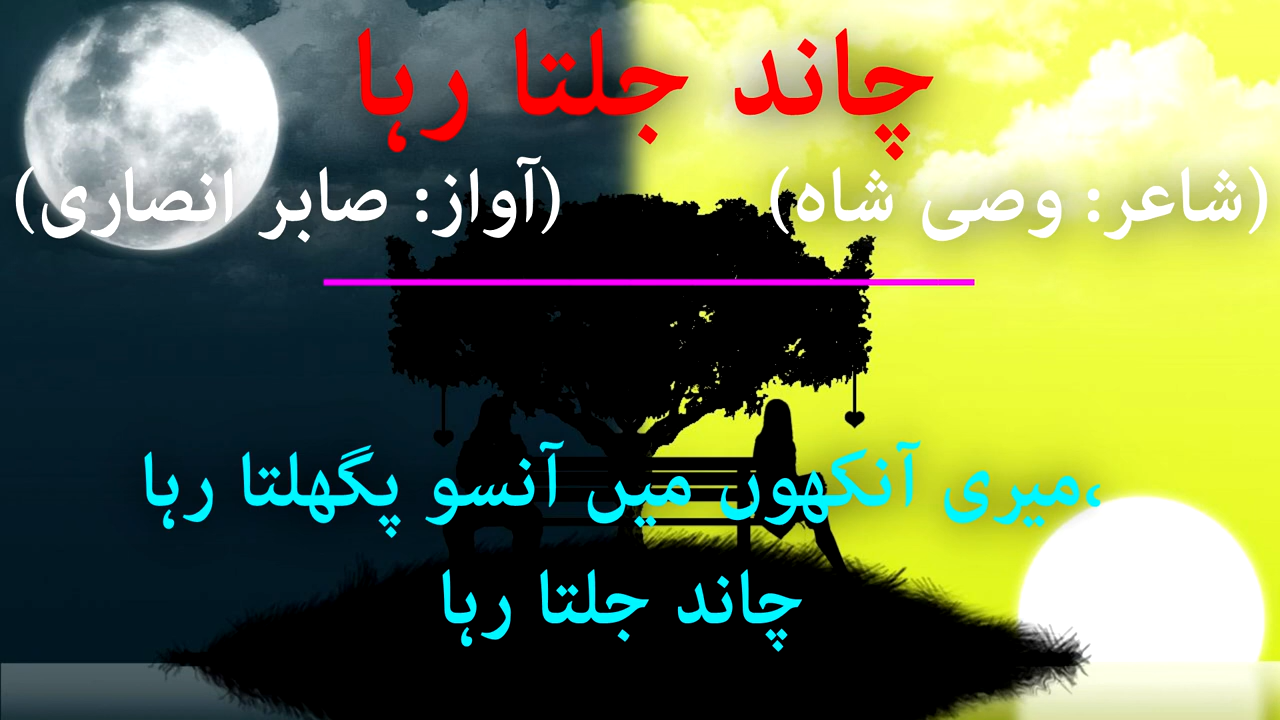 چاند جلتا رہا
(شاعر: وصی شاہ) (آواز: صابر انصاری)
میری آنکھوں میں آنسو پگھلتا رہا،
چاند جلتا رہا